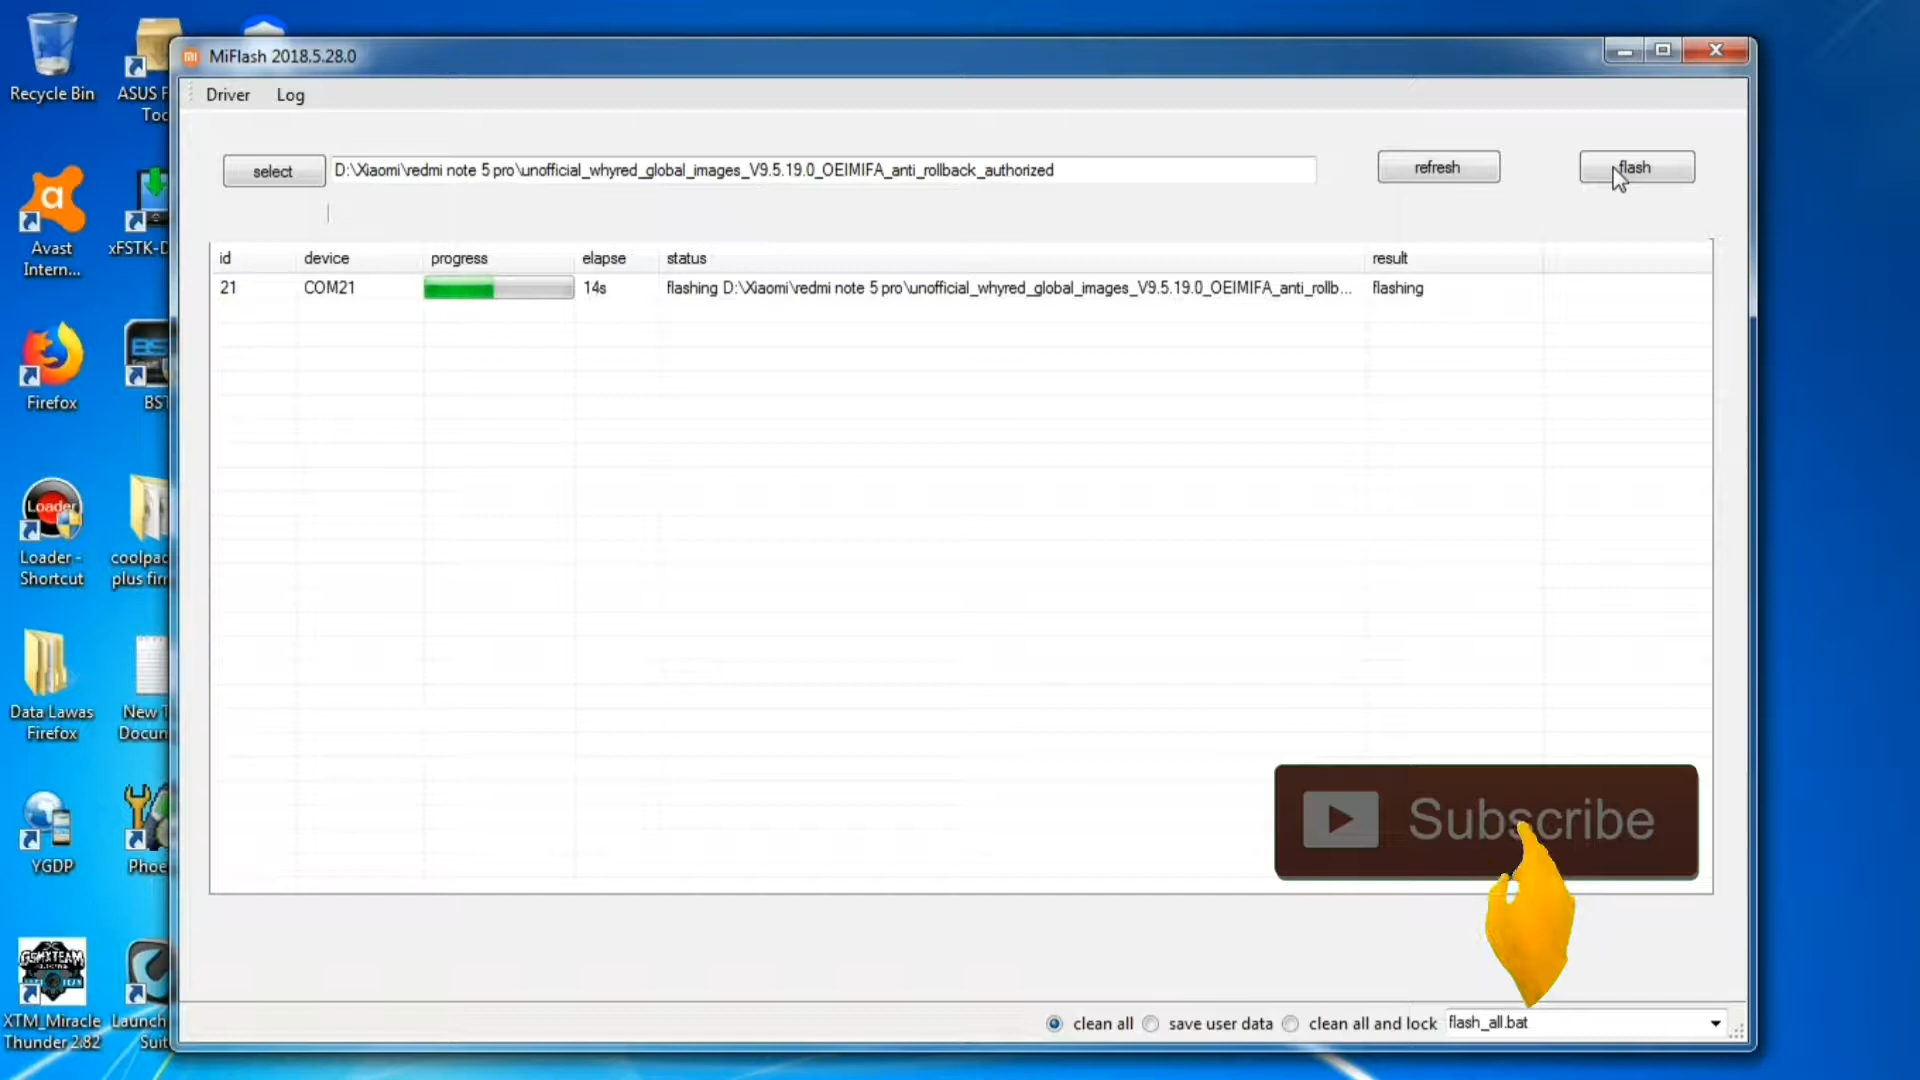 MiFlash 2018.5.28.0
Driver Log
select D:\Xiaomi\redmi note 5 pro\unofficial_whyred_global_images_V9.5.19.0_OEIMIFA_anti_rollback_authorized refresh flash
id device progress elapse status result
21 COM21 14s flashing D:\Xiaomi\redmi note 5 pro\unofficial_whyred_global_images_V9.5.19.0_OEIMIFA_anti_rollb... flashing
Subscribe
clean all save user data clean all and lock flash_all.bat
Recycle Bin
ASUS F
Avast
Intern...
xFSTK-D
Firefox
BST
Loader
Loader -
Shortcut
coolpa
plus firm
Data Lawas
Firefox
New T
Docum
YGDP
Phoe
GSMXTEAM
XTM_Miracle
Thunder 2.82
Launch
Suit